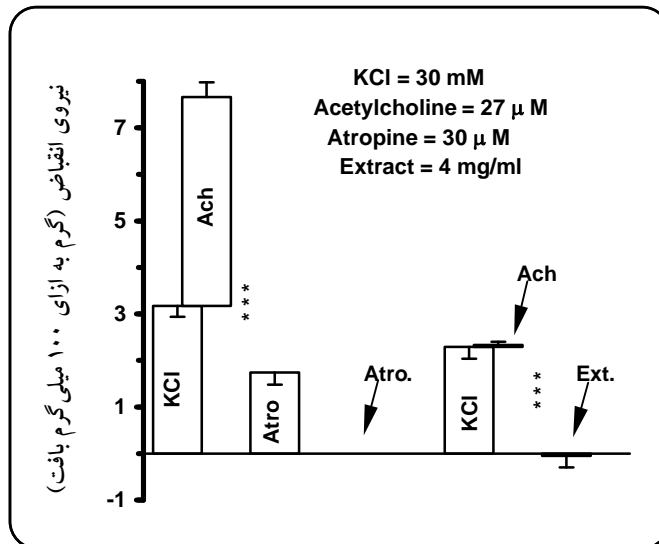 KCl = 30 mM
Acetylcholine = 27 μ M
Atropine = 30 μ M
Extract = 4 mg/ml
نیروی انقباض (گرم به ازای ۱۰۰ میلی گرم بافت)
7
5
3
1
-1
KCl
Ach
***
Atro
Atro.
KCl
Ach
***
Ext.